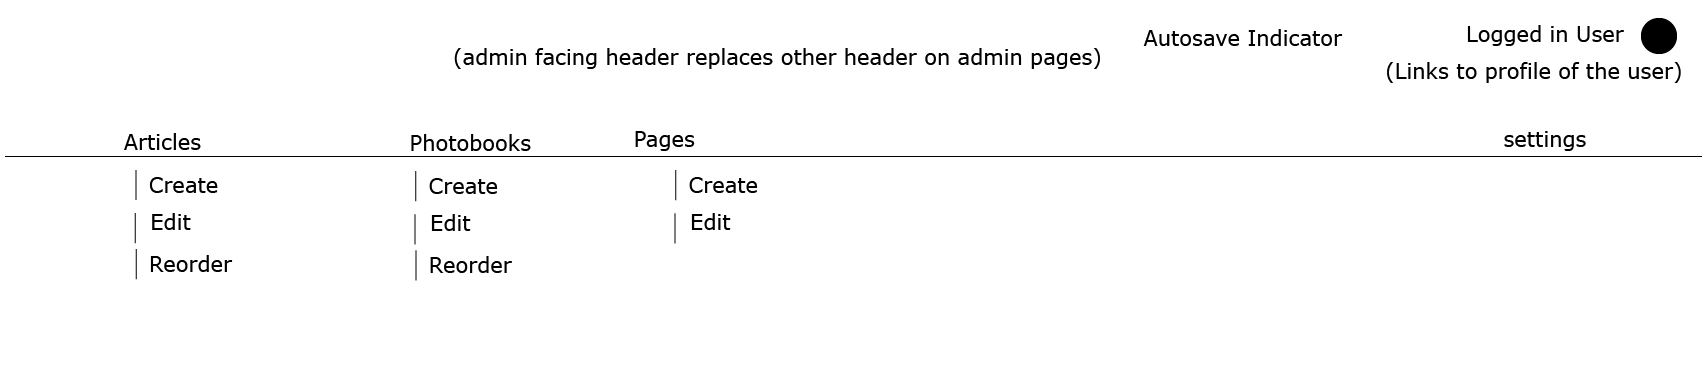 Autosave Indicator
Logged in User
(admin facing header replaces other header on admin pages)
(Links to profile of the user)
Articles
Photobooks
Pages
settings
Create
Edit
Reorder
Create
Edit
Reorder
Create
Edit